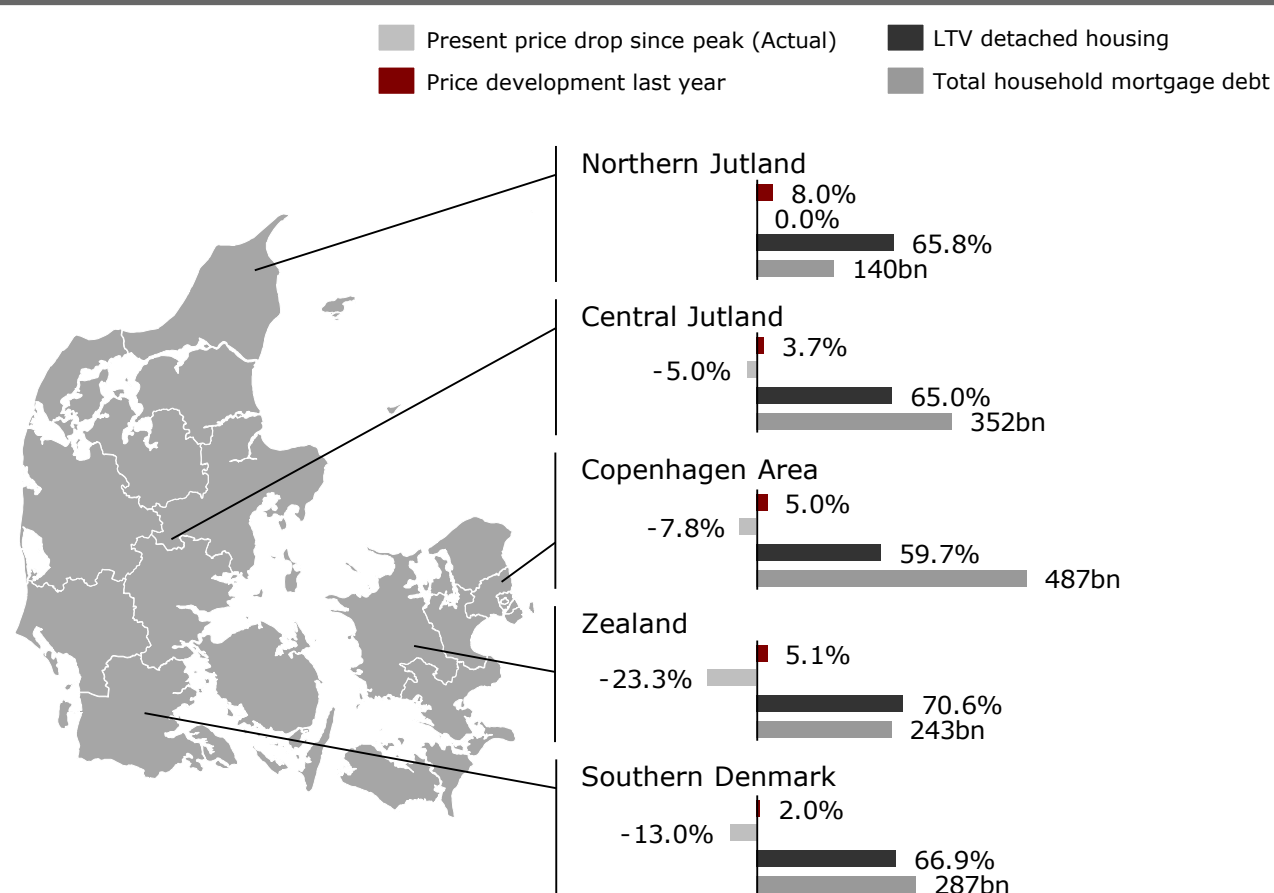 Present price drop since peak (Actual)
LTV detached housing
Price development last year
Total household mortgage debt
Northern Jutland
8.0%
0.0%
65.8%
140bn
Central Jutland
3.7%
-5.0%
65.0%
352bn
Copenhagen Area
5.0%
-7.8%
59.7%
487bn
Zealand
5.1%
-23.3%
70.6%
243bn
Southern Denmark
2.0%
-13.0%
66.9%
287bn